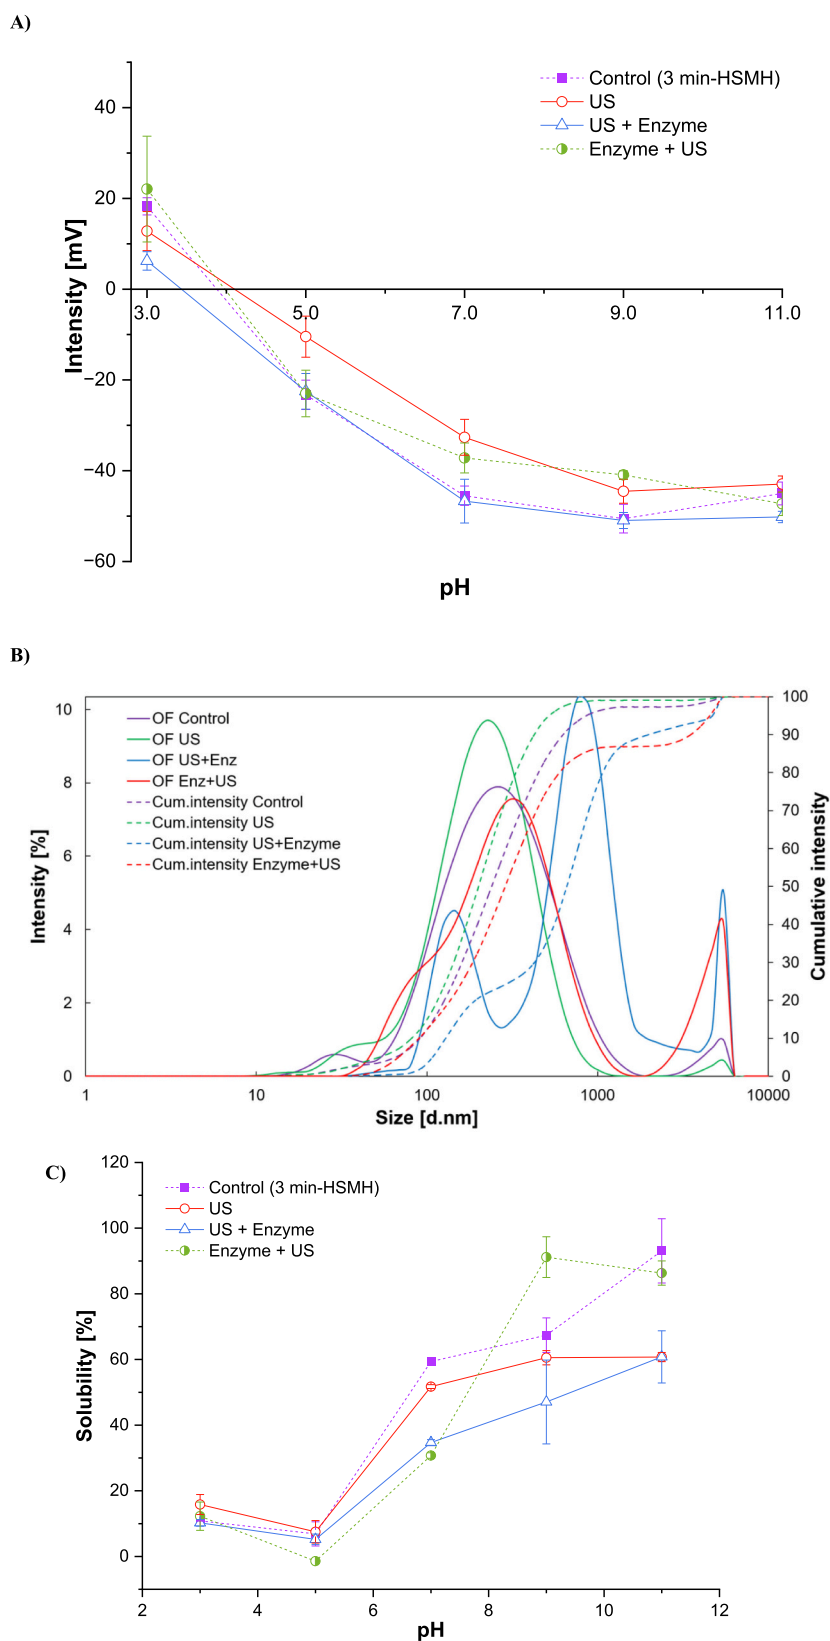 A)
Control (3 min-HSMH)
US
US + Enzyme
Enzyme + US
40
20
0
−20
−40
−60
3.0 5.0 7.0 9.0 11.0
Intensity [mV]
pH
B)
OF Control
OF US
OF US+Enz
OF Enz+US
Cum.intensity Control
Cum.intensity US
Cum.intensity US+Enzyme
Cum.intensity Enzyme+US
10
8
6
4
2
0
Intensity [%]
100
90
80
70
60
50
40
30
20
10
0
Cumulative intensity
1 10 100 1000 10000
Size [d.nm]
C)
Control (3 min-HSMH)
US
US + Enzyme
Enzyme + US
120
100
80
60
40
20
0
Solubility [%]
2 4 6 8 10 12
pH